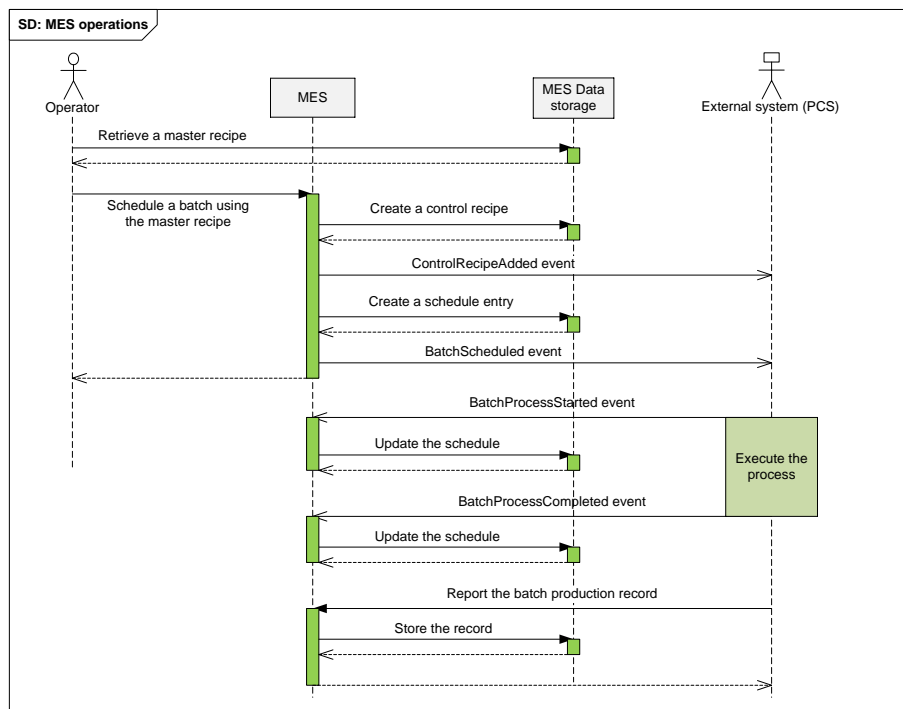 SD: MES operations
Operator
MES
MES Data
storage
External system (PCS)
Retrieve a master recipe
Schedule a batch using
the master recipe
Create a control recipe
ControlRecipeAdded event
Create a schedule entry
BatchScheduled event
BatchProcessStarted event
Update the schedule
Execute the
process
BatchProcessCompleted event
Update the schedule
Report the batch production record
Store the record